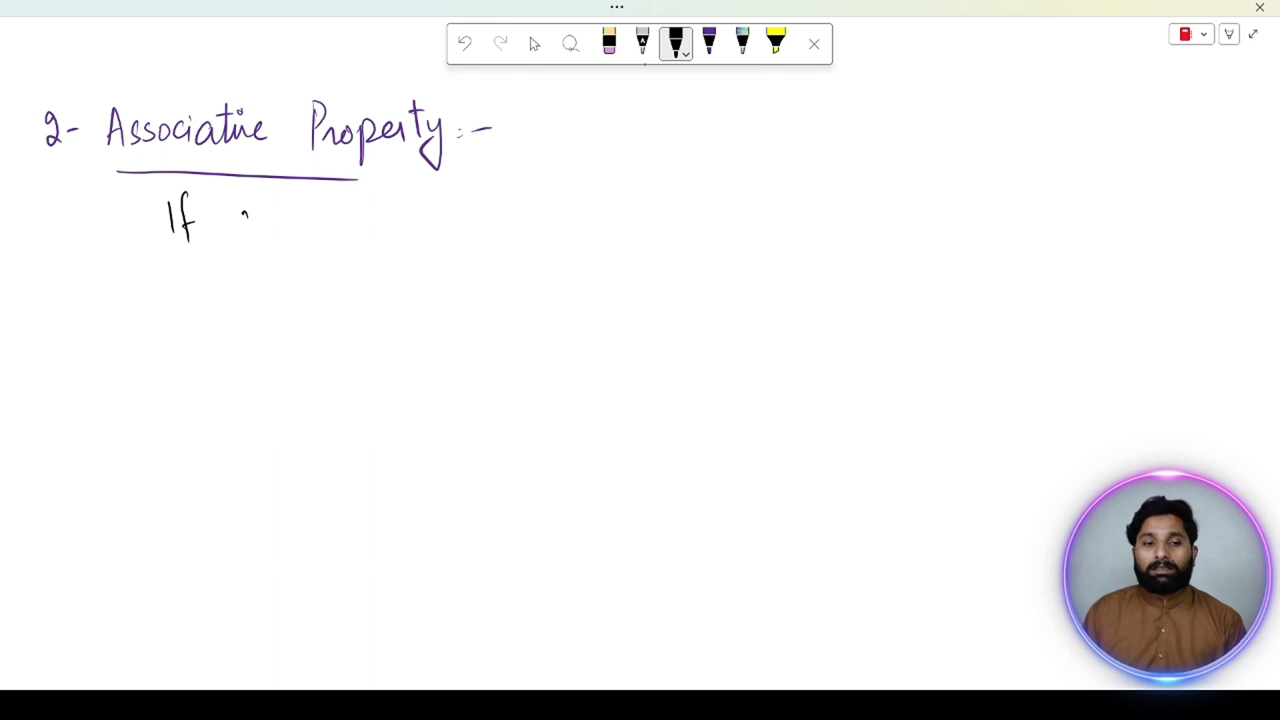 2- Associative Property :-
If